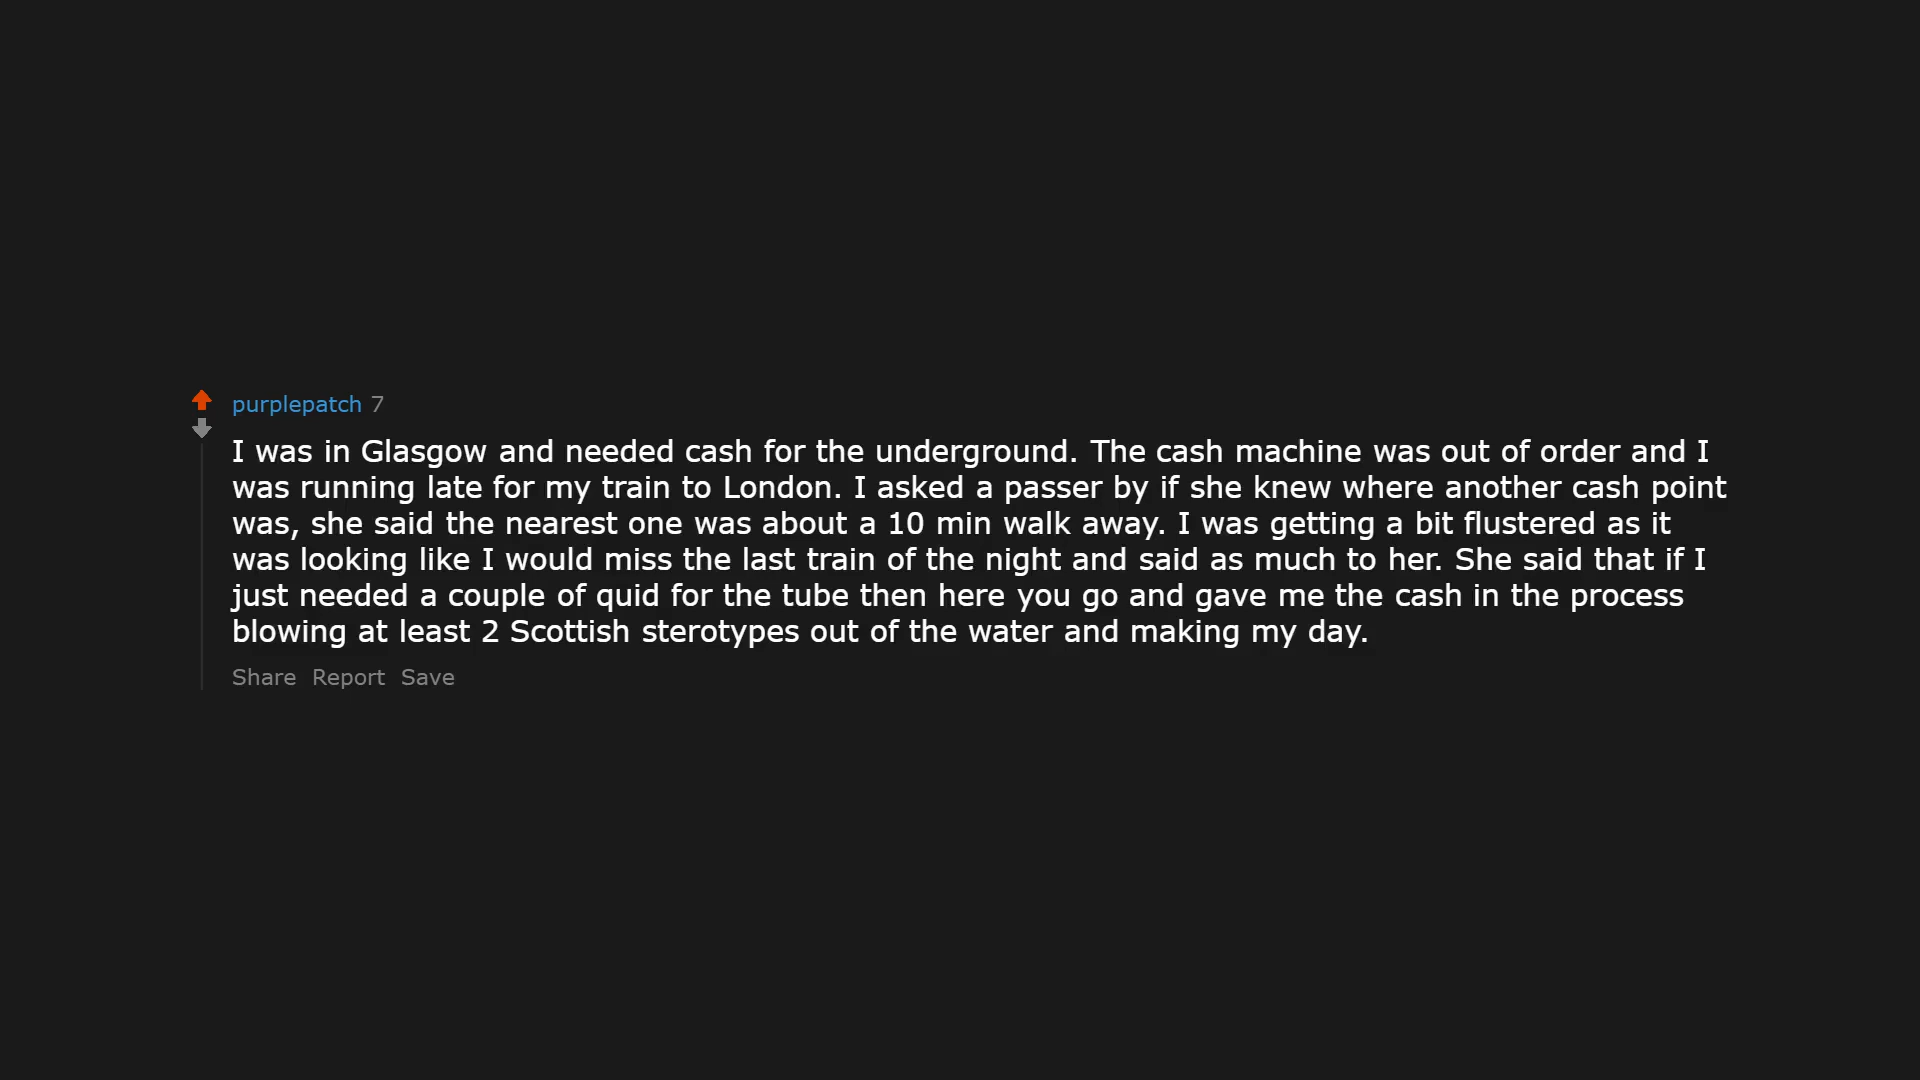 purplepatch 7
I was in Glasgow and needed cash for the underground. The cash machine was out of order and I
was running late for my train to London. I asked a passer by if she knew where another cash point
was, she said the nearest one was about a 10 min walk away. I was getting a bit flustered as it
was looking like I would miss the last train of the night and said as much to her. She said that if I
just needed a couple of quid for the tube then here you go and gave me the cash in the process
blowing at least 2 Scottish sterotypes out of the water and making my day.
Share Report Save